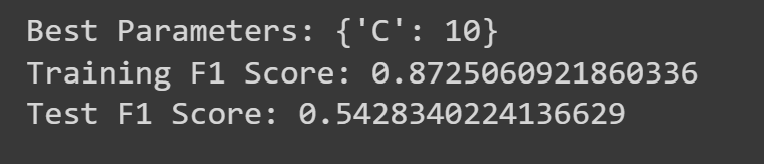 Best Parameters: {'C': 10}
Training F1 Score: 0.8725060921860336
Test F1 Score: 0.5428340224136629